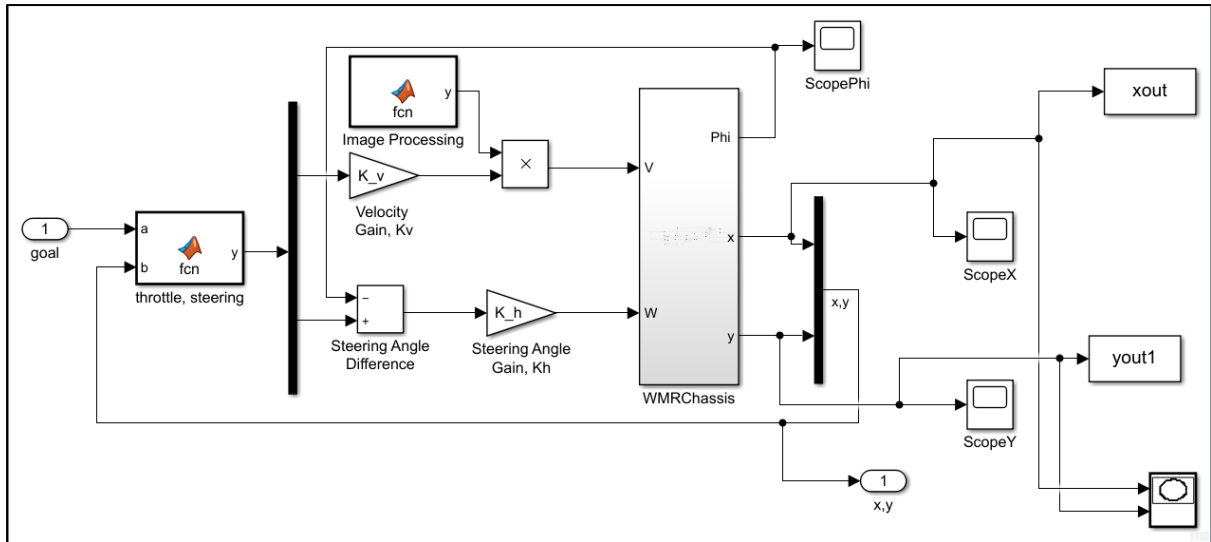 ScopePhi
fcn
y
Image Processing
xout
Phi
×
V
K_v
Velocity
Gain, Kv
1
goal
a
b
fcn
y
throttle, steering
x
ScopeX
x,y
−
+
Steering Angle
Difference
K_h
Steering Angle
Gain, Kh
W
y
WMRChassis
yout1
ScopeY
1
x,y